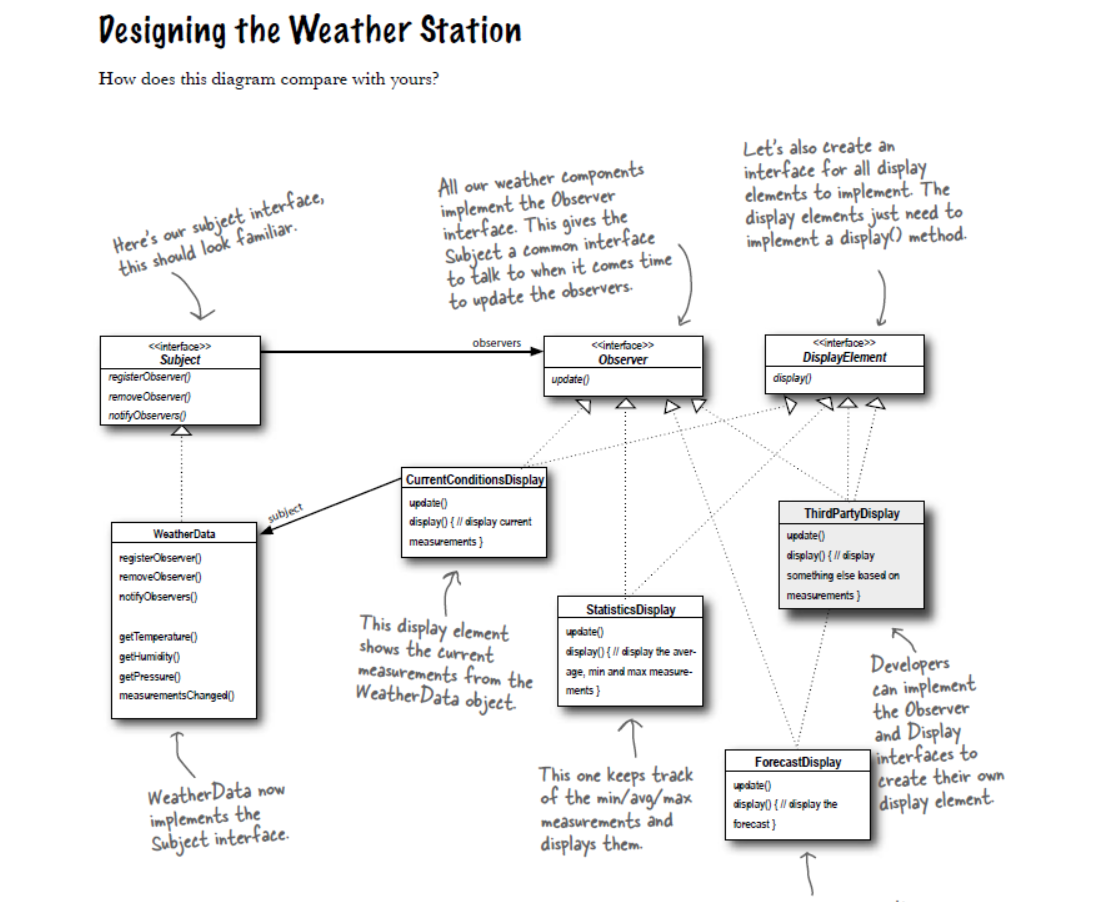 Designing the Weather Station
How does this diagram compare with yours?
Here's our subject interface,
this should look familiar.
All our weather components
implement the Observer
interface. This gives the
Subject a common interface
to talk to when it comes time
to update the observers.
Let's also create an
interface for all display
elements to implement. The
display elements just need to
implement a display() method.
<<interface>>
Subject
registerObserver()
removeObserver()
notifyObservers()
observers
<<interface>>
Observer
update()
<<interface>>
DisplayElement
display()
subject
CurrentConditionsDisplay
update()
display() { // display current
measurements }
WeatherData
registerObserver()
removeObserver()
notifyObservers()
getTemperature()
getHumidity()
getPressure()
measurementsChanged()
ThirdPartyDisplay
update()
display() { // display
something else based on
measurements }
StatisticsDisplay
update()
display() { // display the aver-
age, min and max measure-
ments }
This display element
shows the current
measurements from the
WeatherData object.
Developers
can implement
the Observer
and Display
interfaces to
create their own
display element.
ForecastDisplay
update()
display() { // display the
forecast }
WeatherData now
implements the
Subject interface.
This one keeps track
of the min/avg/max
measurements and
displays them.